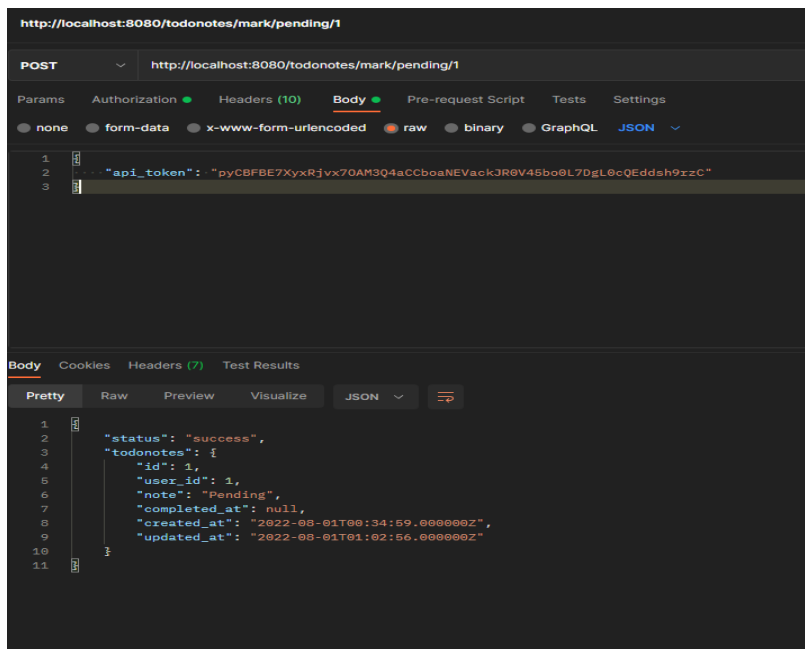 http://localhost:8080/todonotes/mark/pending/1
POST http://localhost:8080/todonotes/mark/pending/1
Params Authorization Headers (10) Body Pre-request Script Tests Settings
none form-data x-www-form-urlencoded raw binary GraphQL JSON
1 {
2 "api_token": "pyCBFBE7XyxRjvx7OAM3Q4aCCboaNEVackJR0V45bo0L7DgL0cQEddsh9rzC"
3 }
Body Cookies Headers (7) Test Results
Pretty Raw Preview Visualize JSON
1 {
2 "status": "success",
3 "todonotes": {
4 "id": 1,
5 "user_id": 1,
6 "note": "Pending",
7 "completed_at": null,
8 "created_at": "2022-08-01T00:34:59.000000Z",
9 "updated_at": "2022-08-01T01:02:56.000000Z"
10 }
11 }